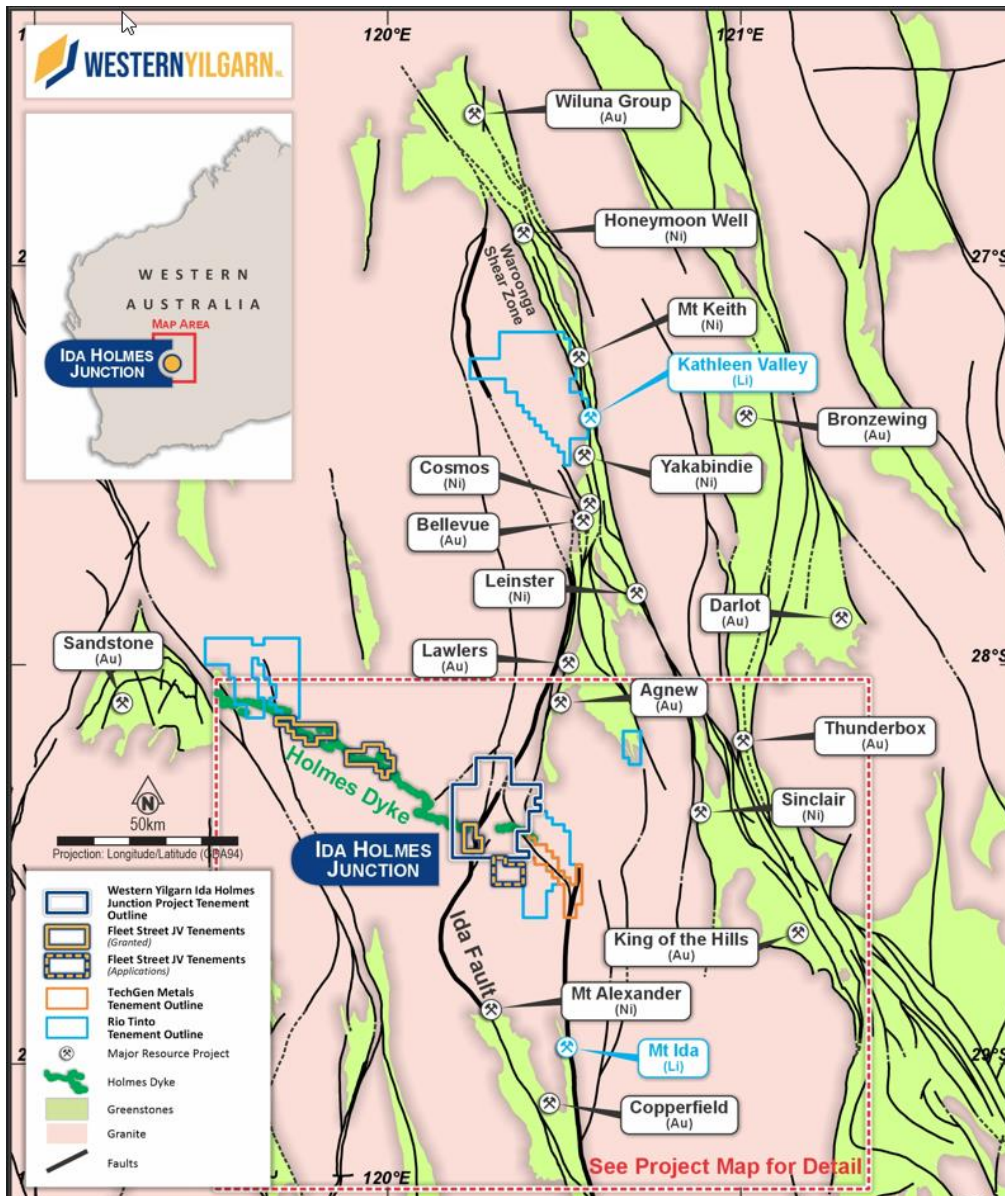 120°E
121°E
WESTERNYILGARN NL
Wiluna Group
(Au)
WESTERN
AUSTRALIA
MAP AREA
IDA HOLMES
JUNCTION
Honeymoon Well
(Ni)
27°S
Waroonga
Shear Zone
Mt Keith
(Ni)
Kathleen Valley
(Li)
Bronzewing
(Au)
Cosmos
(Ni)
Yakabindie
(Ni)
Bellevue
(Au)
Leinster
(Ni)
Darlot
(Au)
Sandstone
(Au)
Lawlers
(Au)
28°S
Agnew
(Au)
Thunderbox
(Au)
Holmes Dyke
Sinclair
(Ni)
N
50km
Projection: Longitude/Latitude (GDA94)
IDA HOLMES
JUNCTION
Western Yilgarn Ida Holmes
Junction Project Tenement
Outline
Fleet Street JV Tenements
(Granted)
Fleet Street JV Tenements
(Applications)
TechGen Metals
Tenement Outline
Rio Tinto
Tenement Outline
Major Resource Project
Holmes Dyke
Greenstones
Granite
Faults
Ida Fault
King of the Hills
(Au)
Mt Alexander
(Ni)
Mt Ida
(Li)
29°S
Copperfield
(Au)
See Project Map for Detail
120°E
121°E